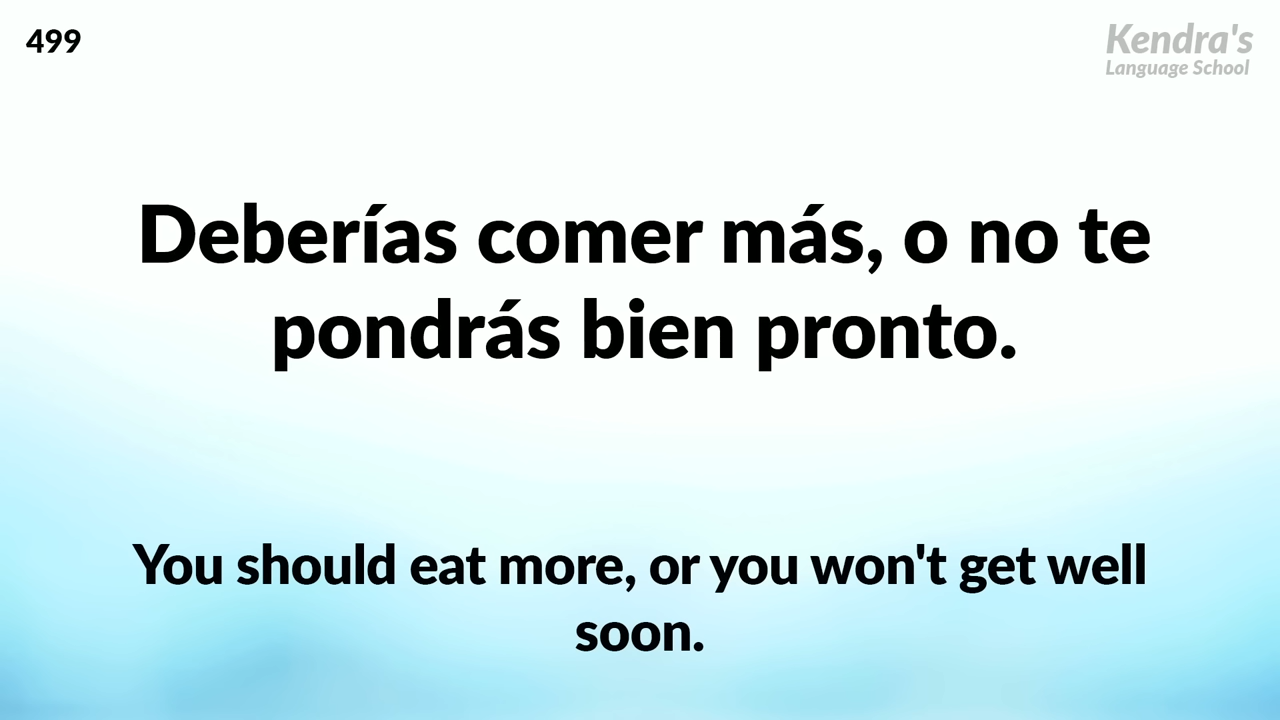 499
Kendra's
Language School
Deberías comer más, o no te
pondrás bien pronto.
You should eat more, or you won't get well
soon.